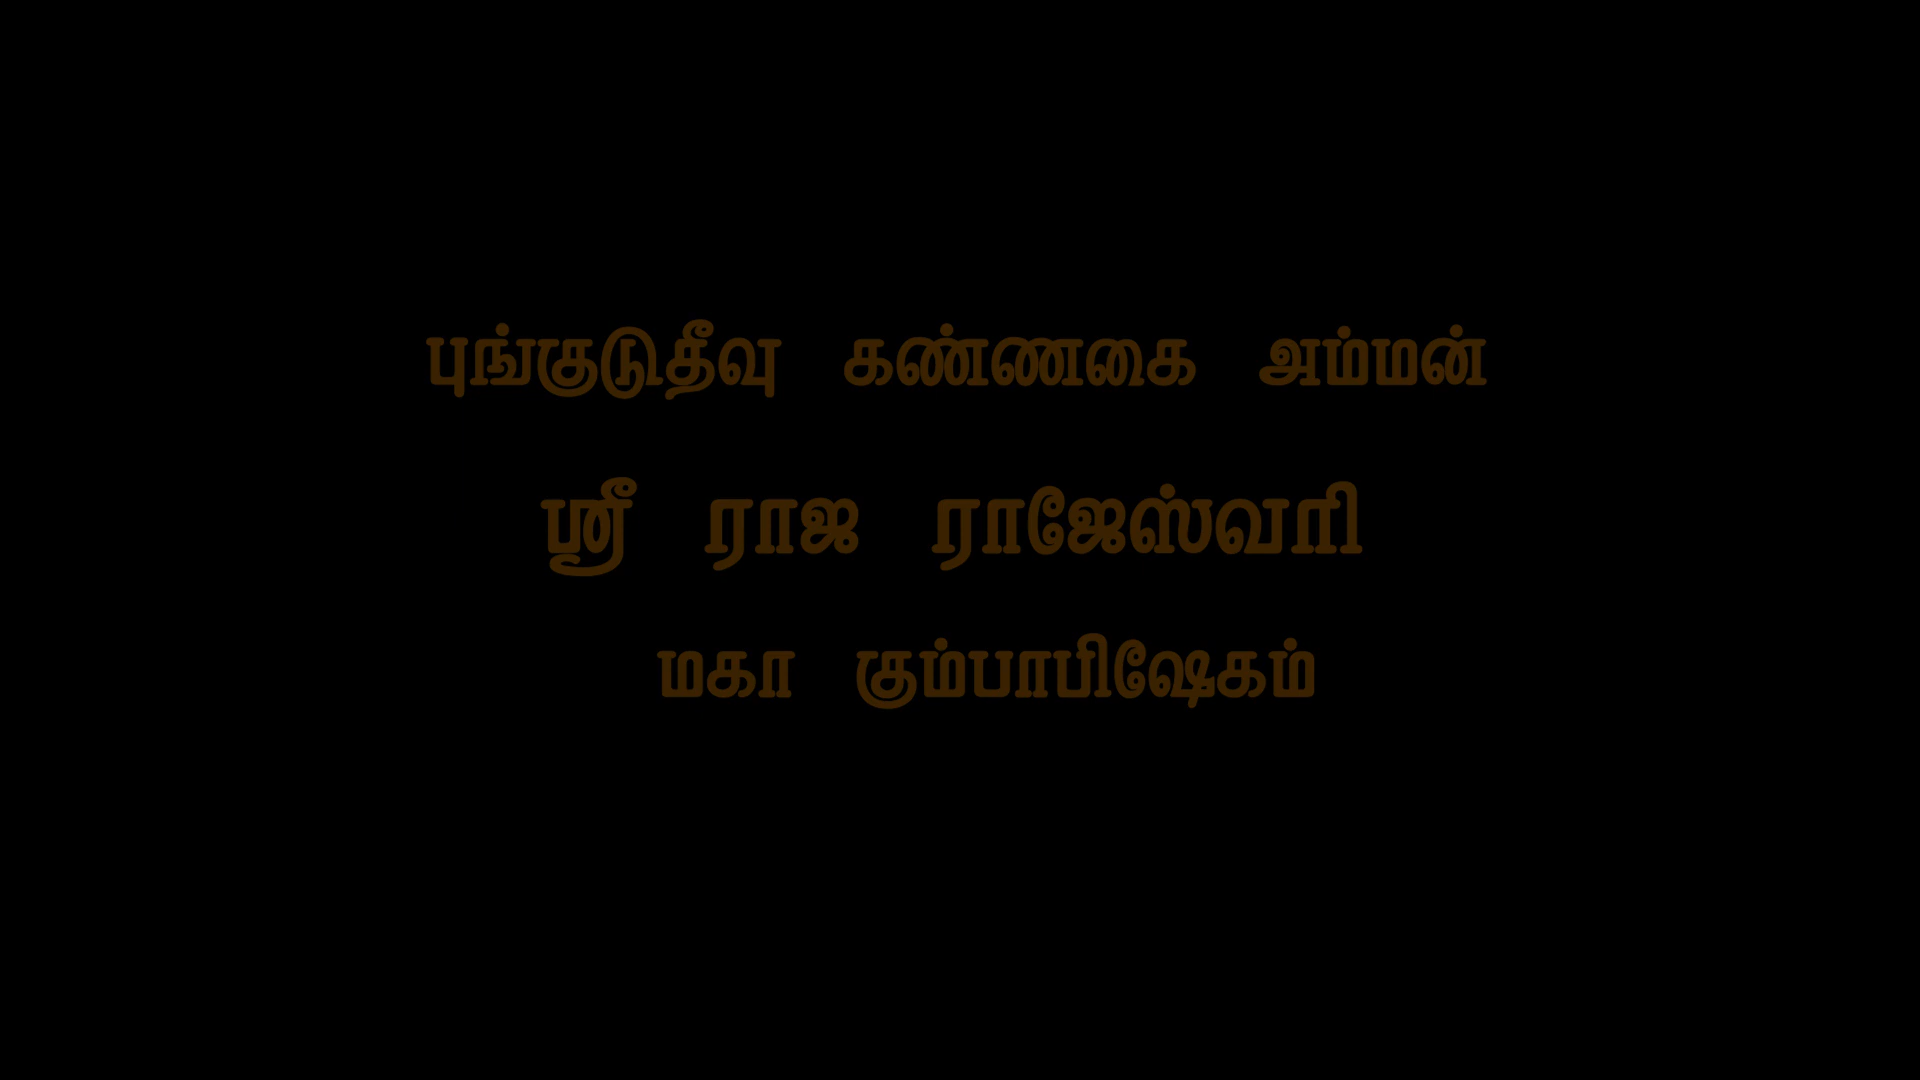 புங்குடுதீவு கண்ணகை அம்மன்
ஸ்ரீ ராஜ ராஜேஸ்வரி
மகா கும்பாபிஷேகம்